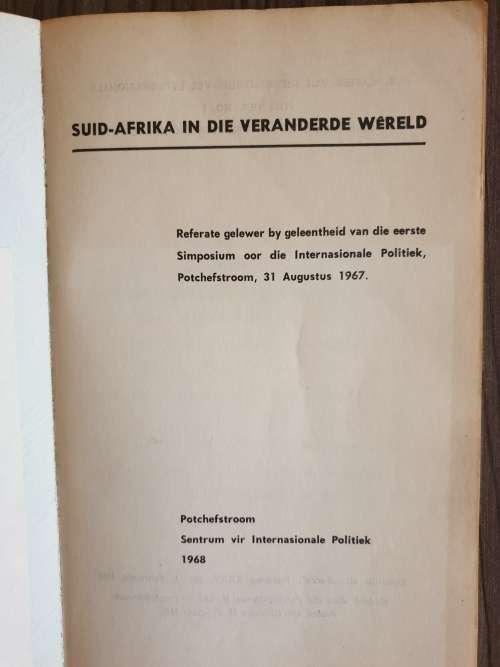 SUID-AFRIKA IN DIE VERANDERDE WÊRELD
Referate gelewer by geleentheid van die eerste
Simposium oor die Internasionale Politiek,
Potchefstroom, 31 Augustus 1967.
Potchefstroom
Sentrum vir Internasionale Politiek
1968